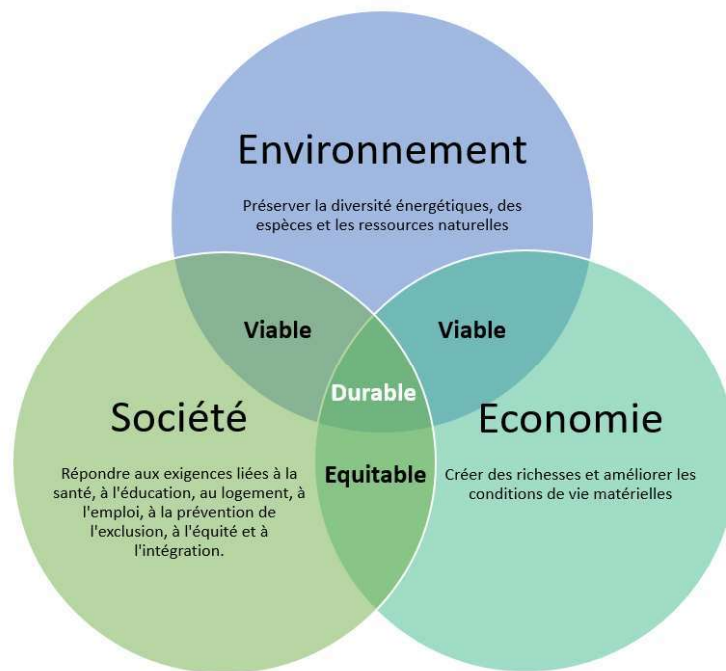 Environnement
Préserver la diversité énergétiques, des
espèces et les ressources naturelles
Viable
Viable
Durable
Société
Répondre aux exigences liées à la
santé, à l'éducation, au logement, à
l'emploi, à la prévention de
l'exclusion, à l'équité et à
l'intégration.
Equitable
Economie
Créer des richesses et améliorer les
conditions de vie matérielles